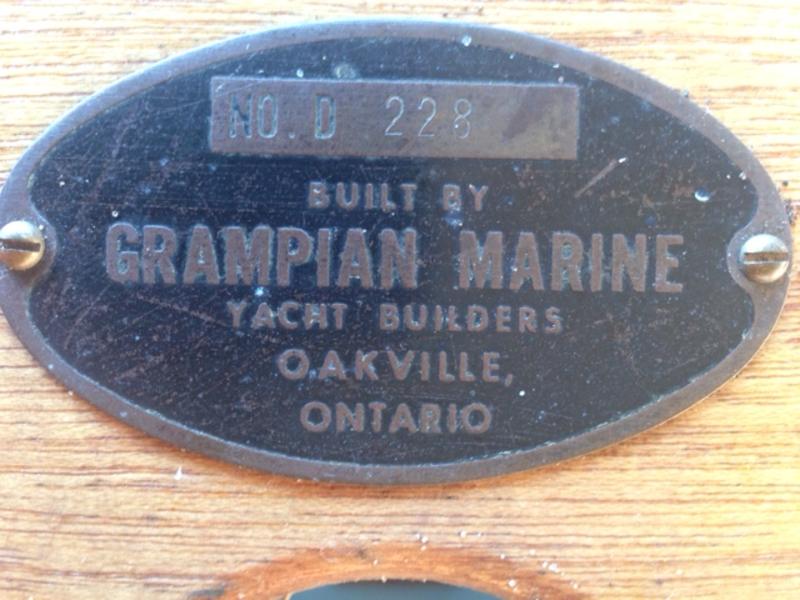 NO. D 228
BUILT BY
GRAMPIAN MARINE
YACHT BUILDERS
OAKVILLE,
ONTARIO